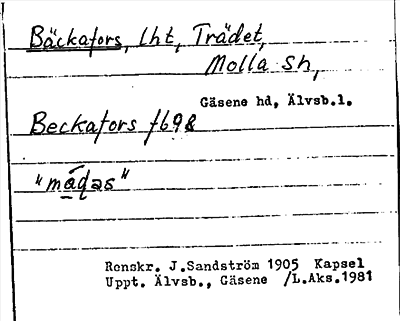 Bäckafors, lht, Trädet,
Molla sn,
Gäsene hd, Älvsb.l.
Beckafors 1698
"mådas"
Renskr. J.Sandström 1905 Kapsel
Uppt. Älvsb., Gäsene /L.Aks.1981